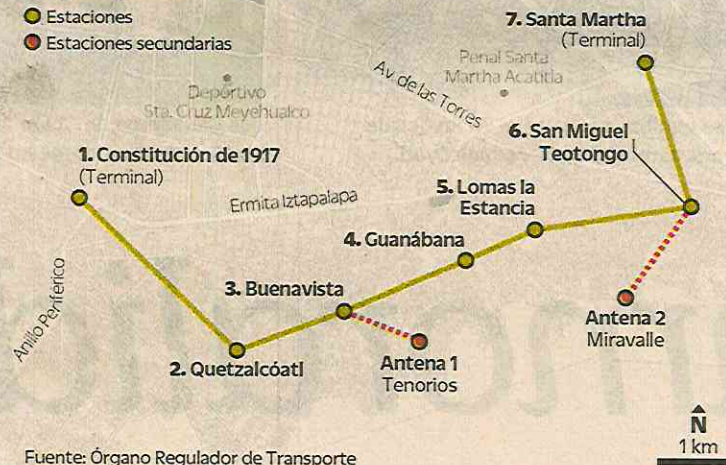 Estaciones
Estaciones secundarias
7. Santa Martha
(Terminal)
Penal Santa
Martha Acatitla
Av. de las Torres
Deportivo
Sta. Cruz Meyehualco
6. San Miguel
Teotongo
1. Constitución de 1917
(Terminal)
Ermita Iztapalapa
5. Lomas la
Estancia
4. Guanábana
3. Buenavista
Anillo Periférico
2. Quetzalcóatl
Antena 1
Tenorios
Antena 2
Miravalle
N
1 km
Fuente: Órgano Regulador de Transporte